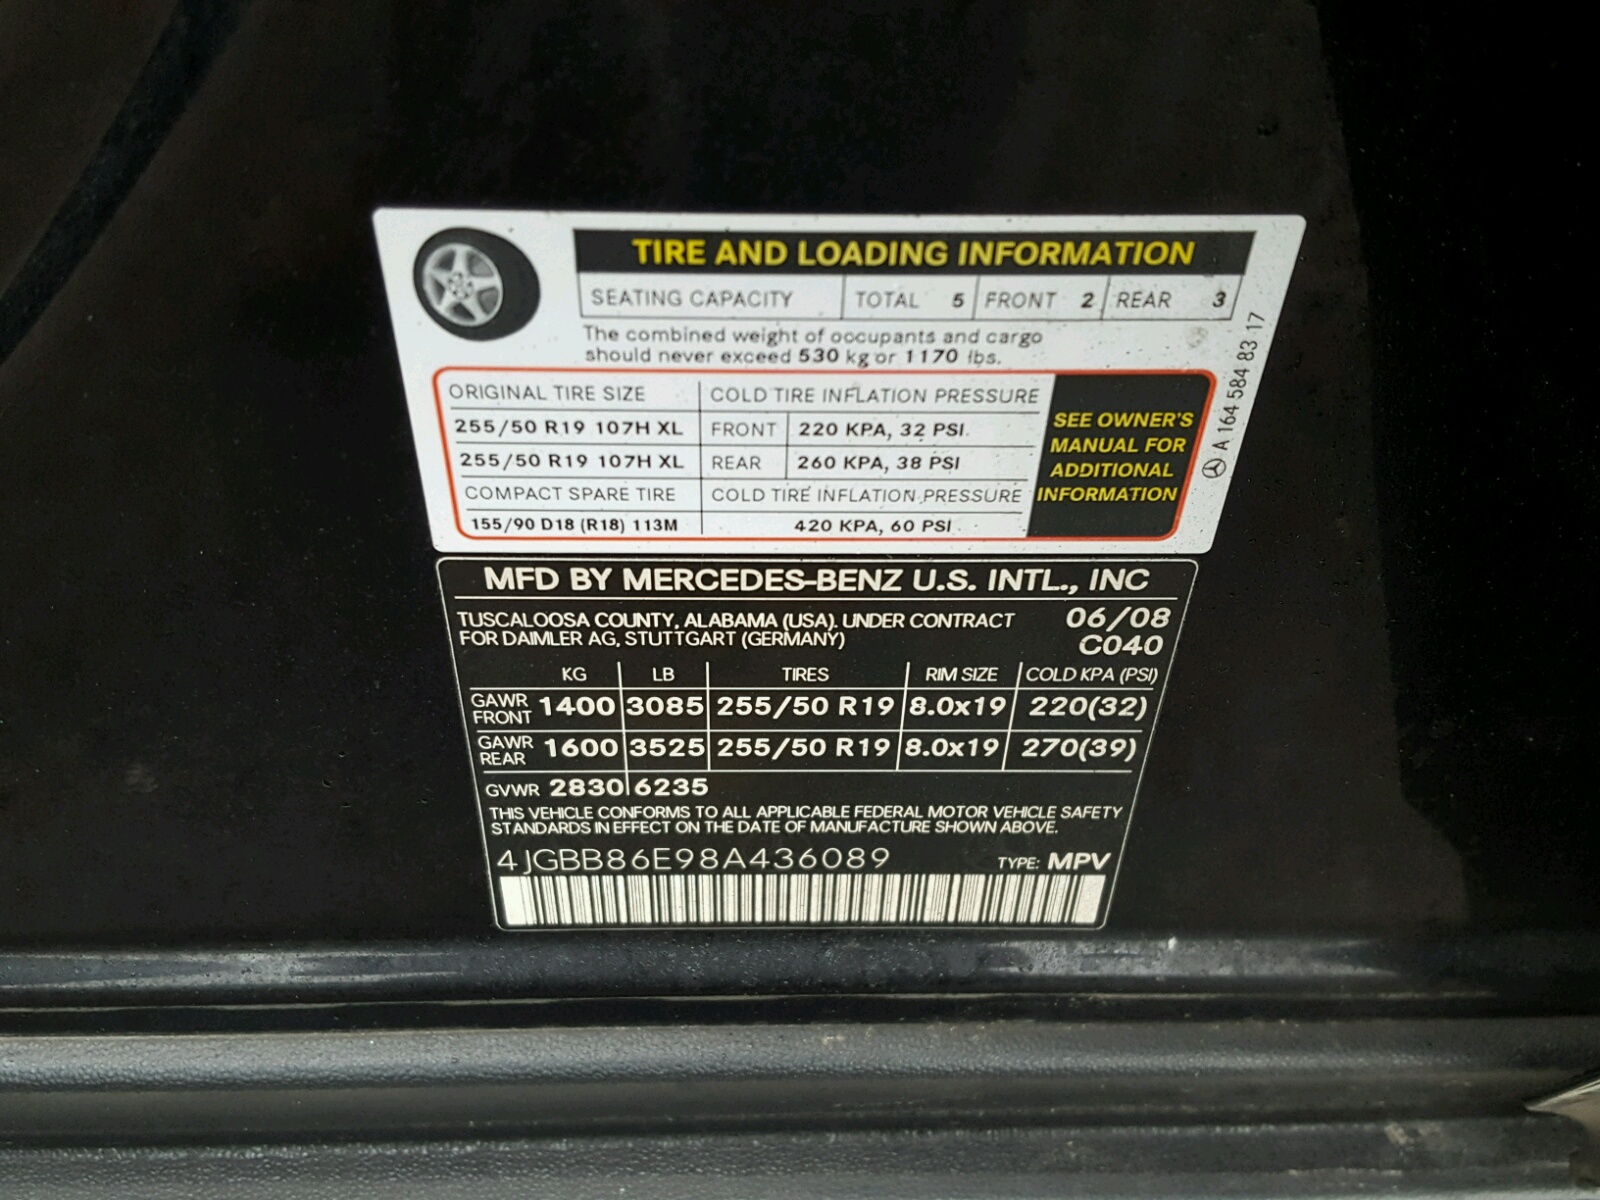 TIRE AND LOADING INFORMATION
SEATING CAPACITY TOTAL 5 FRONT 2 REAR 3
The combined weight of occupants and cargo
should never exceed 530 kg or 1170 lbs.
ORIGINAL TIRE SIZE COLD TIRE INFLATION PRESSURE
255/50 R19 107H XL FRONT 220 KPA, 32 PSI
255/50 R19 107H XL REAR 260 KPA, 38 PSI
COMPACT SPARE TIRE COLD TIRE INFLATION PRESSURE
155/90 D18 (R18) 113M 420 KPA, 60 PSI
SEE OWNER'S
MANUAL FOR
ADDITIONAL
INFORMATION
A 164 584 83 17
MFD BY MERCEDES-BENZ U.S. INTL., INC
TUSCALOOSA COUNTY, ALABAMA (USA). UNDER CONTRACT 06/08
FOR DAIMLER AG, STUTTGART (GERMANY) C040
KG LB TIRES RIM SIZE COLD KPA (PSI)
GAWR FRONT 1400 3085 255/50 R19 8.0x19 220(32)
GAWR REAR 1600 3525 255/50 R19 8.0x19 270(39)
GVWR 2830 6235
THIS VEHICLE CONFORMS TO ALL APPLICABLE FEDERAL MOTOR VEHICLE SAFETY
STANDARDS IN EFFECT ON THE DATE OF MANUFACTURE SHOWN ABOVE.
4JGBB86E98A436089 TYPE: MPV